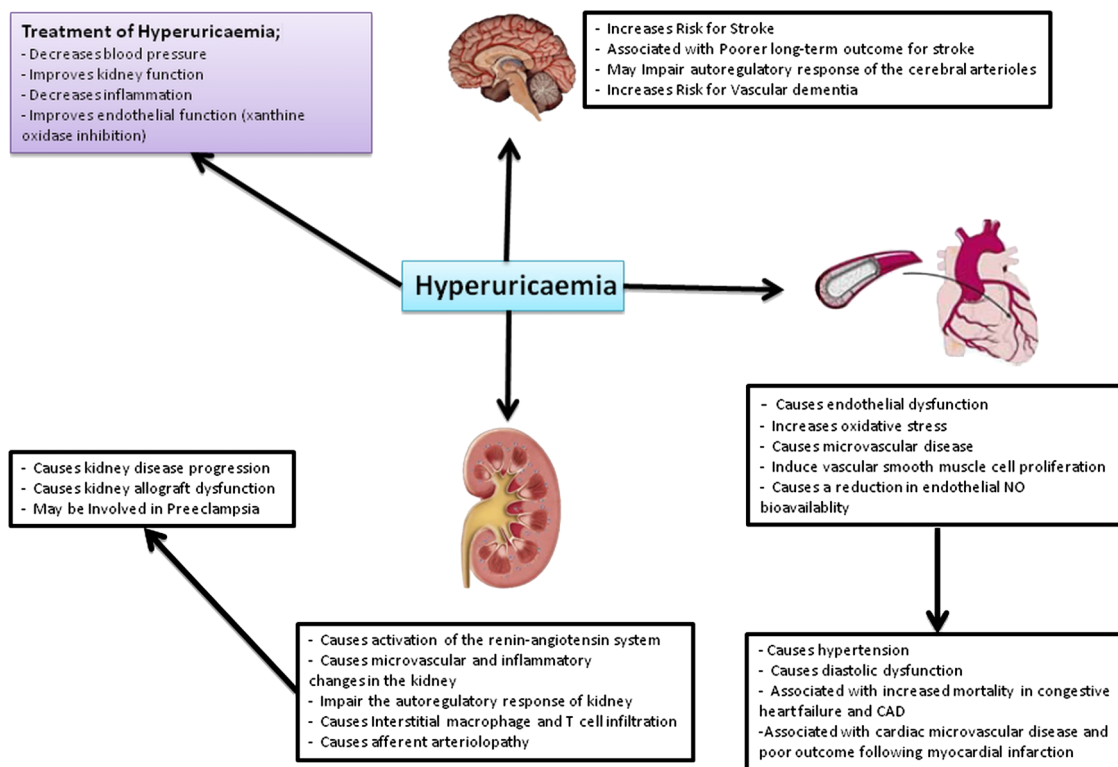 Treatment of Hyperuricaemia;
- Decreases blood pressure
- Improves kidney function
- Decreases inflammation
- Improves endothelial function (xanthine
oxidase inhibition)
- Increases Risk for Stroke
- Associated with Poorer long-term outcome for stroke
- May Impair autoregulatory response of the cerebral arterioles
- Increases Risk for Vascular dementia
Hyperuricaemia
- Causes endothelial dysfunction
- Increases oxidative stress
- Causes microvascular disease
- Induce vascular smooth muscle cell proliferation
- Causes a reduction in endothelial NO
bioavailablity
- Causes kidney disease progression
- Causes kidney allograft dysfunction
- May be Involved in Preeclampsia
- Causes activation of the renin-angiotensin system
- Causes microvascular and inflammatory
changes in the kidney
- Impair the autoregulatory response of kidney
- Causes Interstitial macrophage and T cell infiltration
- Causes afferent arteriolopathy
- Causes hypertension
- Causes diastolic dysfunction
- Associated with increased mortality in congestive
heart failure and CAD
-Associated with cardiac microvascular disease and
poor outcome following myocardial infarction